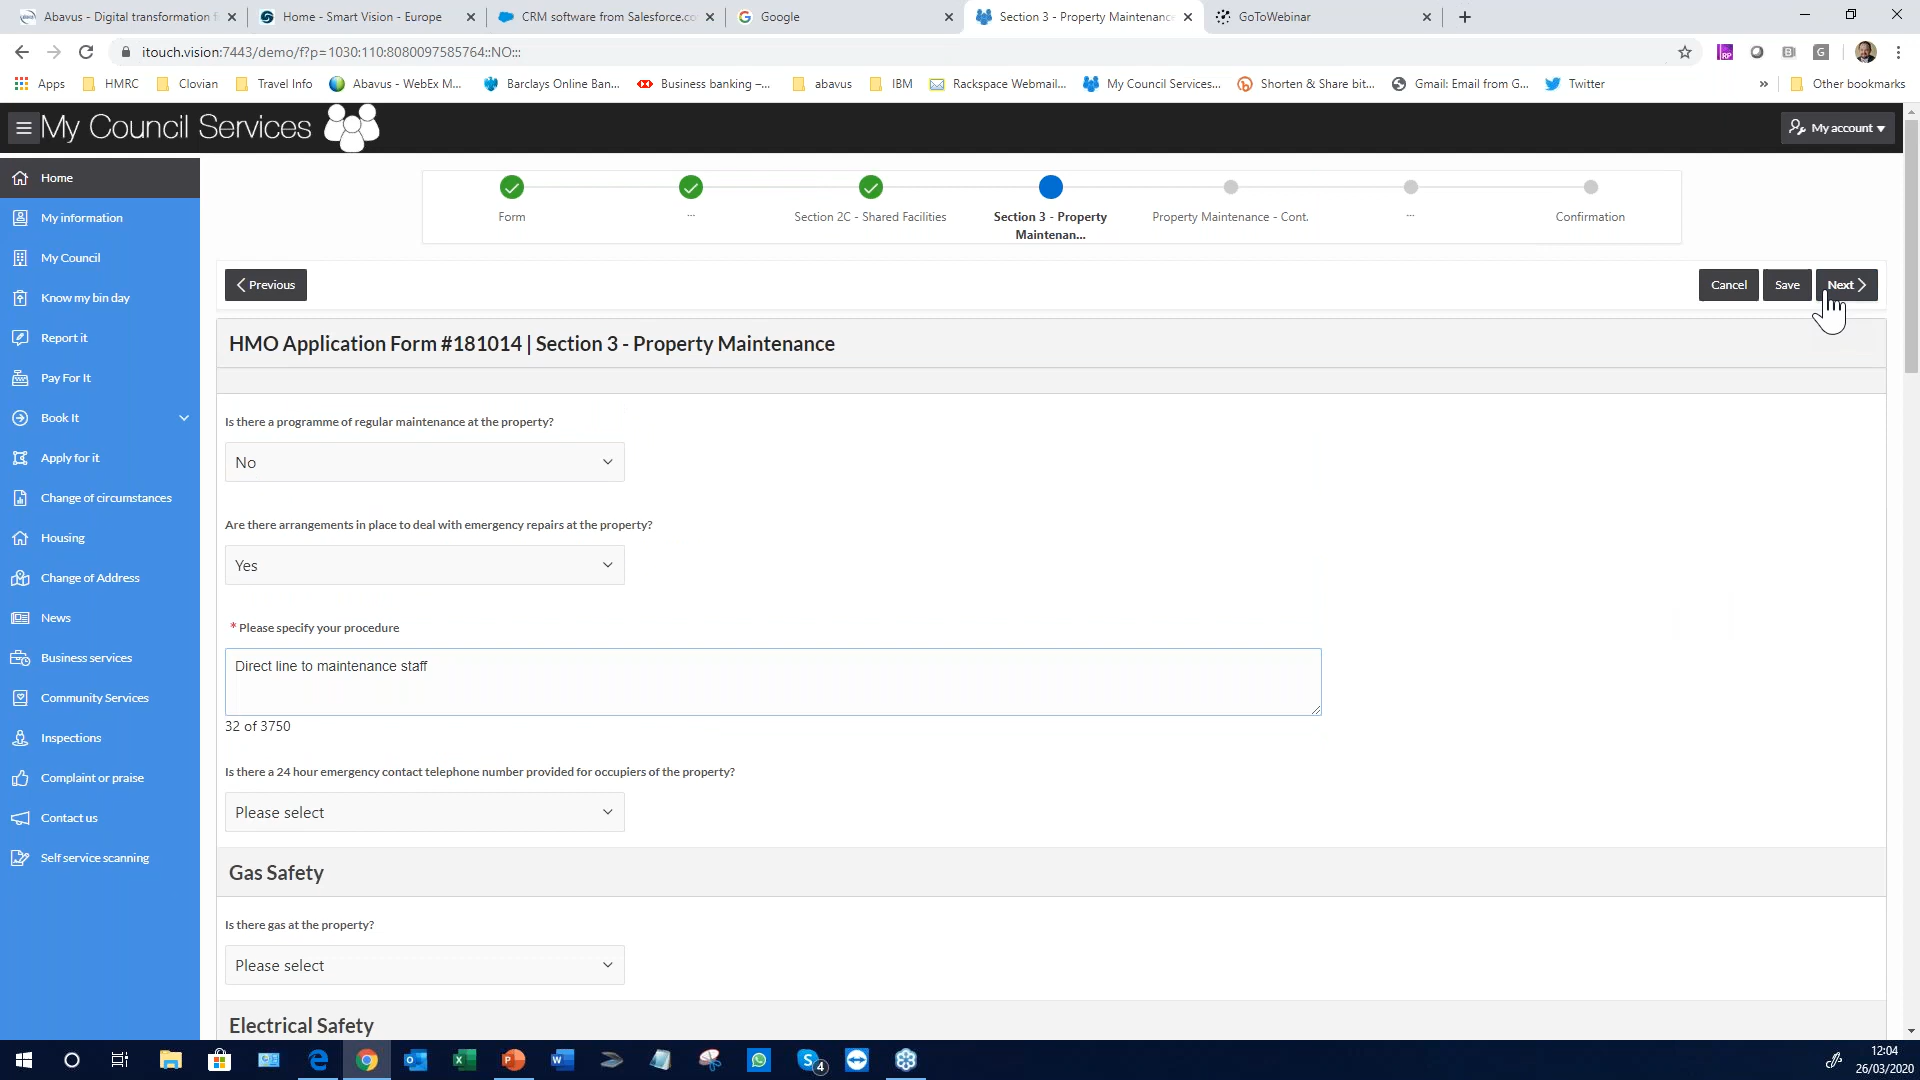 Abavus - Digital transformation f
Home - Smart Vision - Europe
CRM software from Salesforce.co
Google
Section 3 - Property Maintenance
GoToWebinar
itouch.vision:7443/demo/f?p=1030:110:8080097585764::NO:::
Apps
HMRC
Clovian
Travel Info
Abavus - WebEx M...
Barclays Online Ban...
Business banking –...
abavus
IBM
Rackspace Webmail...
My Council Services...
Shorten & Share bit...
Gmail: Email from G...
Twitter
»
Other bookmarks
My Council Services
My account
Home
My information
My Council
Know my bin day
Report it
Pay For It
Book It
Apply for it
Change of circumstances
Housing
Change of Address
News
Business services
Community Services
Inspections
Complaint or praise
Contact us
Self service scanning
Form
...
Section 2C - Shared Facilities
Section 3 - Property
Maintenan...
Property Maintenance - Cont.
...
Confirmation
Previous
Cancel
Save
Next
HMO Application Form #181014 | Section 3 - Property Maintenance
Is there a programme of regular maintenance at the property?
No
Are there arrangements in place to deal with emergency repairs at the property?
Yes
* Please specify your procedure
Direct line to maintenance staff
32 of 3750
Is there a 24 hour emergency contact telephone number provided for occupiers of the property?
Please select
Gas Safety
Is there gas at the property?
Please select
Electrical Safety
4
12:04
26/03/2020